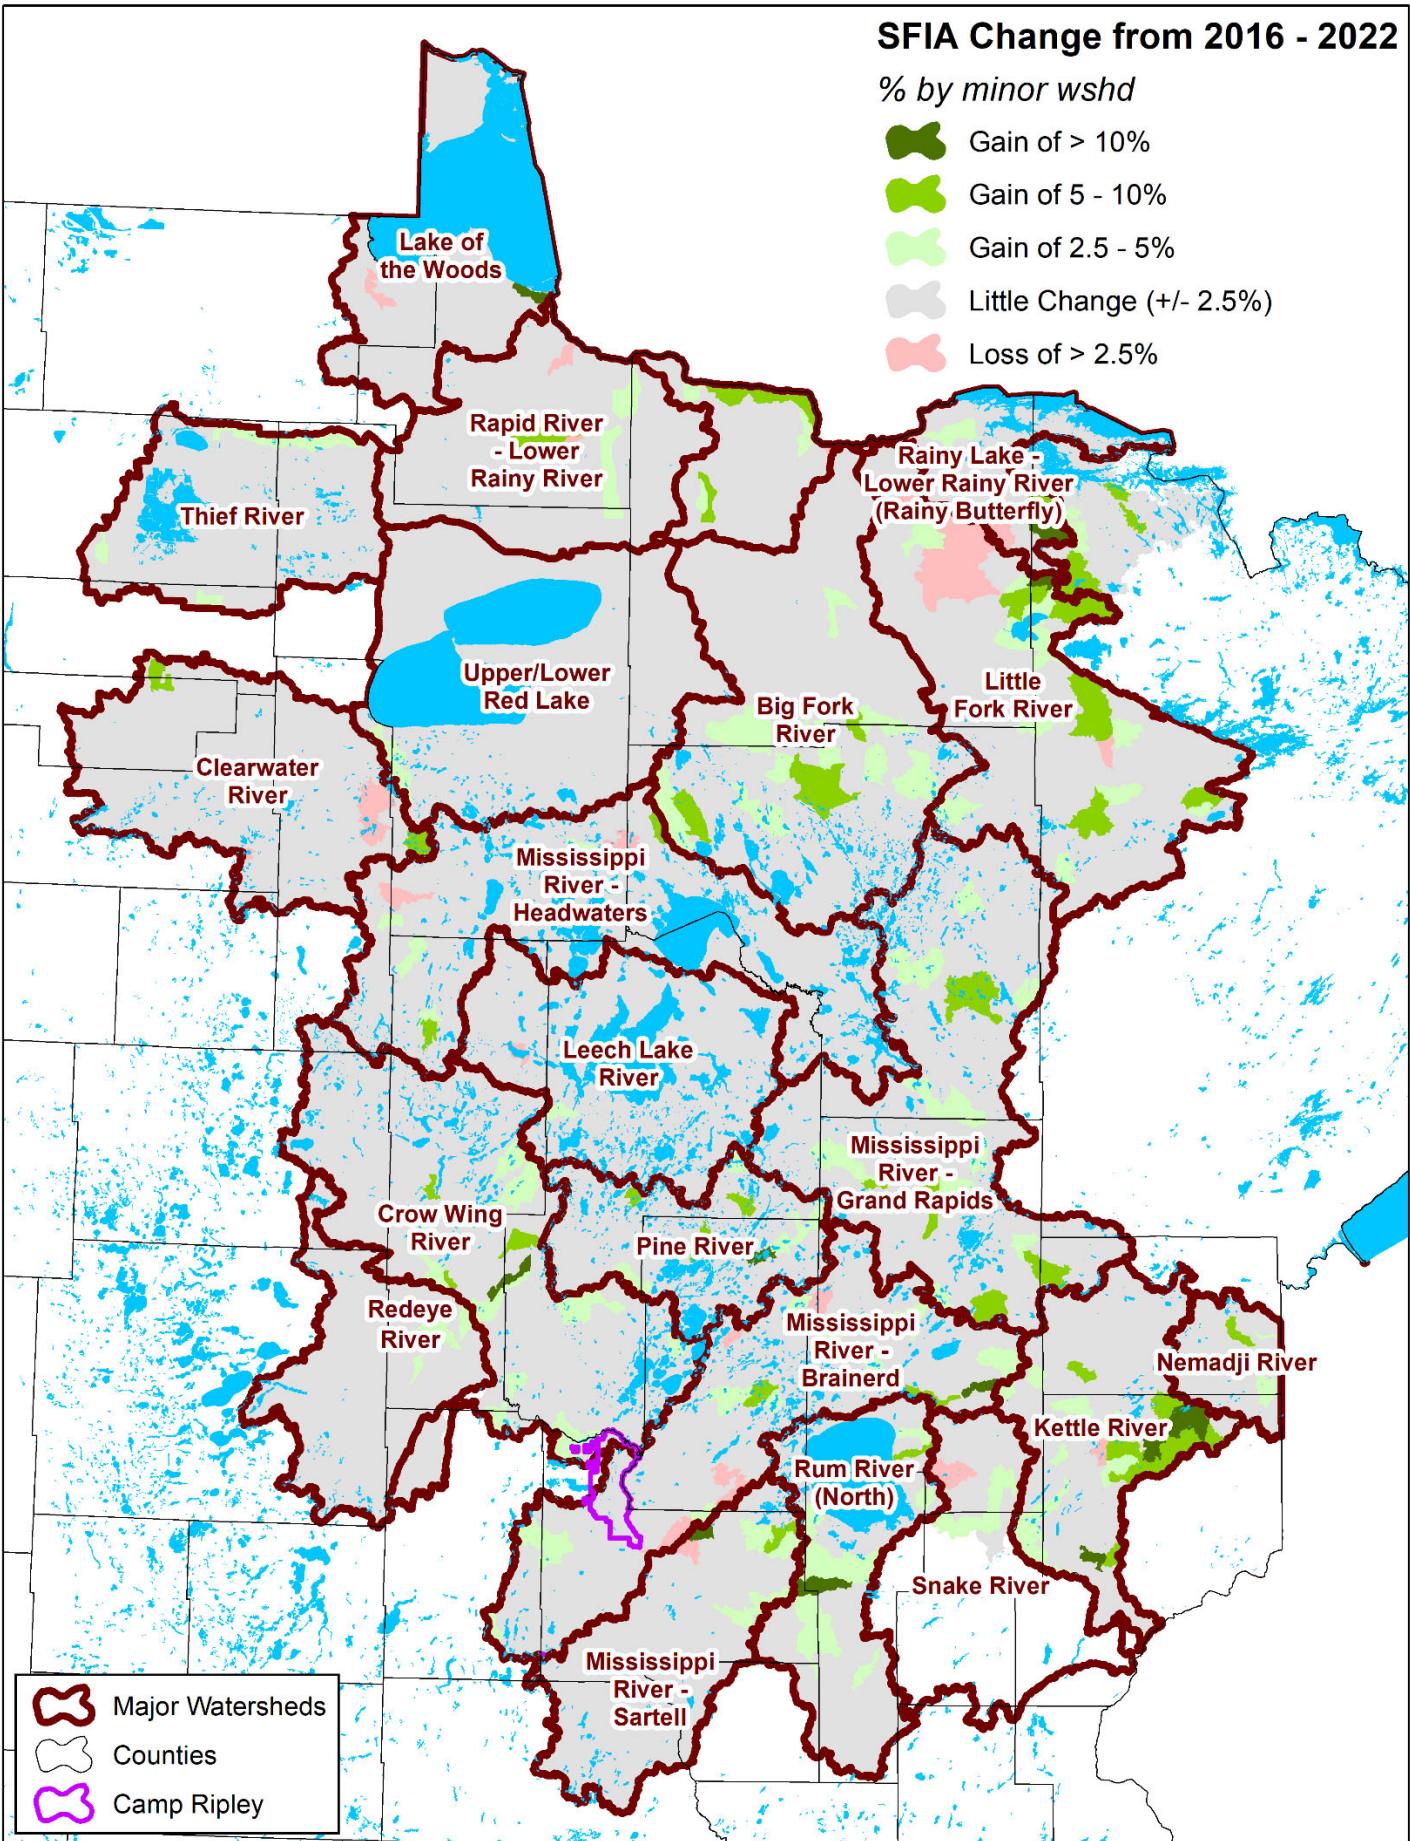 SFIA Change from 2016 - 2022
% by minor wshd
Gain of > 10%
Gain of 5 - 10%
Gain of 2.5 - 5%
Little Change (+/- 2.5%)
Loss of > 2.5%
Lake of
the Woods
Rapid River
- Lower
Rainy River
Rainy Lake -
Lower Rainy River
(Rainy Butterfly)
Thief River
Upper/Lower
Red Lake
Big Fork
River
Little
Fork River
Clearwater
River
Mississippi
River -
Headwaters
Leech Lake
River
Mississippi
River -
Grand Rapids
Crow Wing
River
Pine River
Redeye
River
Mississippi
River -
Brainerd
Nemadji River
Kettle River
Rum River
(North)
Snake River
Mississippi
River -
Sartell
Major Watersheds
Counties
Camp Ripley